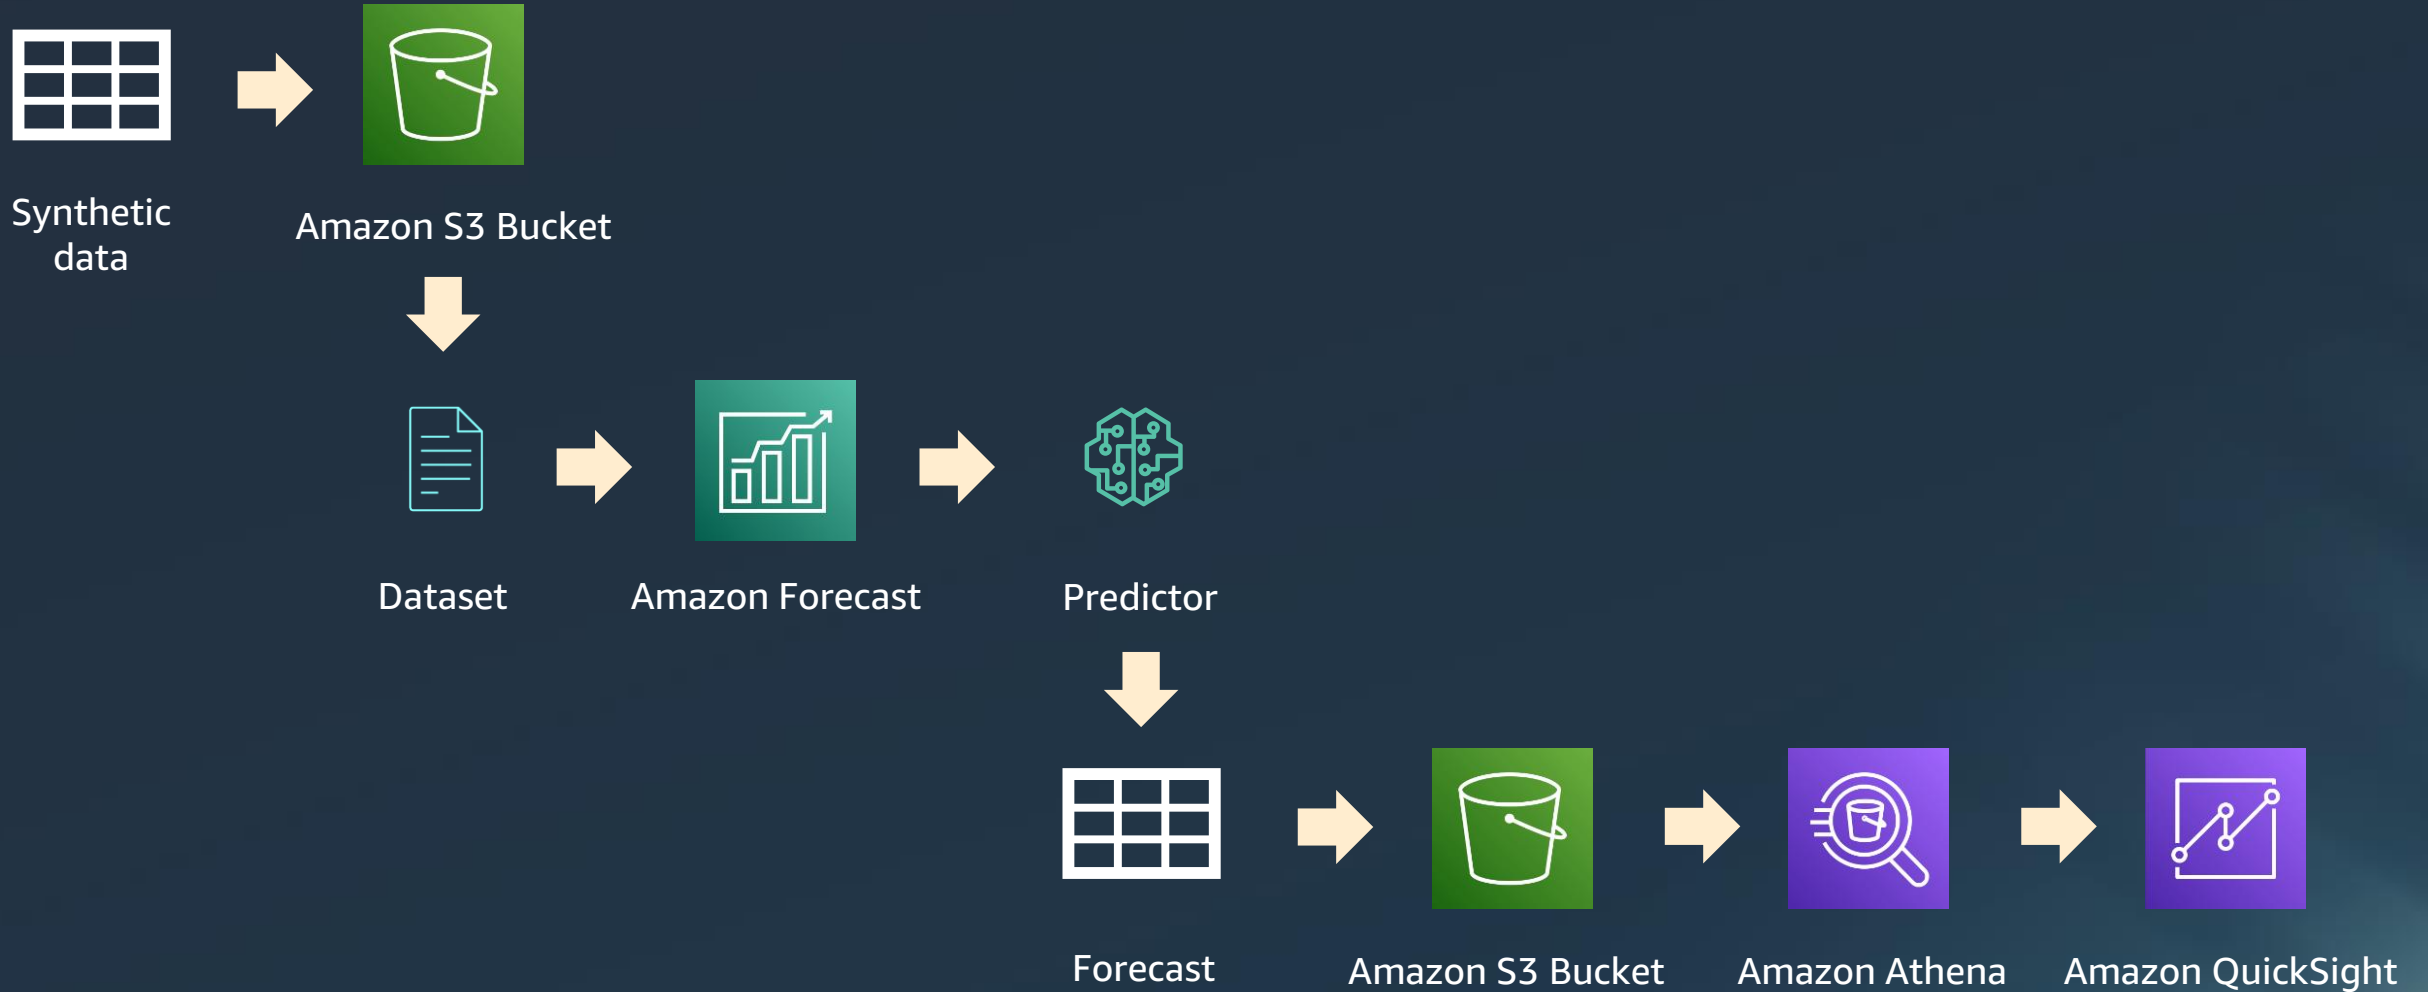 Synthetic
data
Amazon S3 Bucket
Dataset
Amazon Forecast
Predictor
Forecast
Amazon S3 Bucket
Amazon Athena
Amazon QuickSight